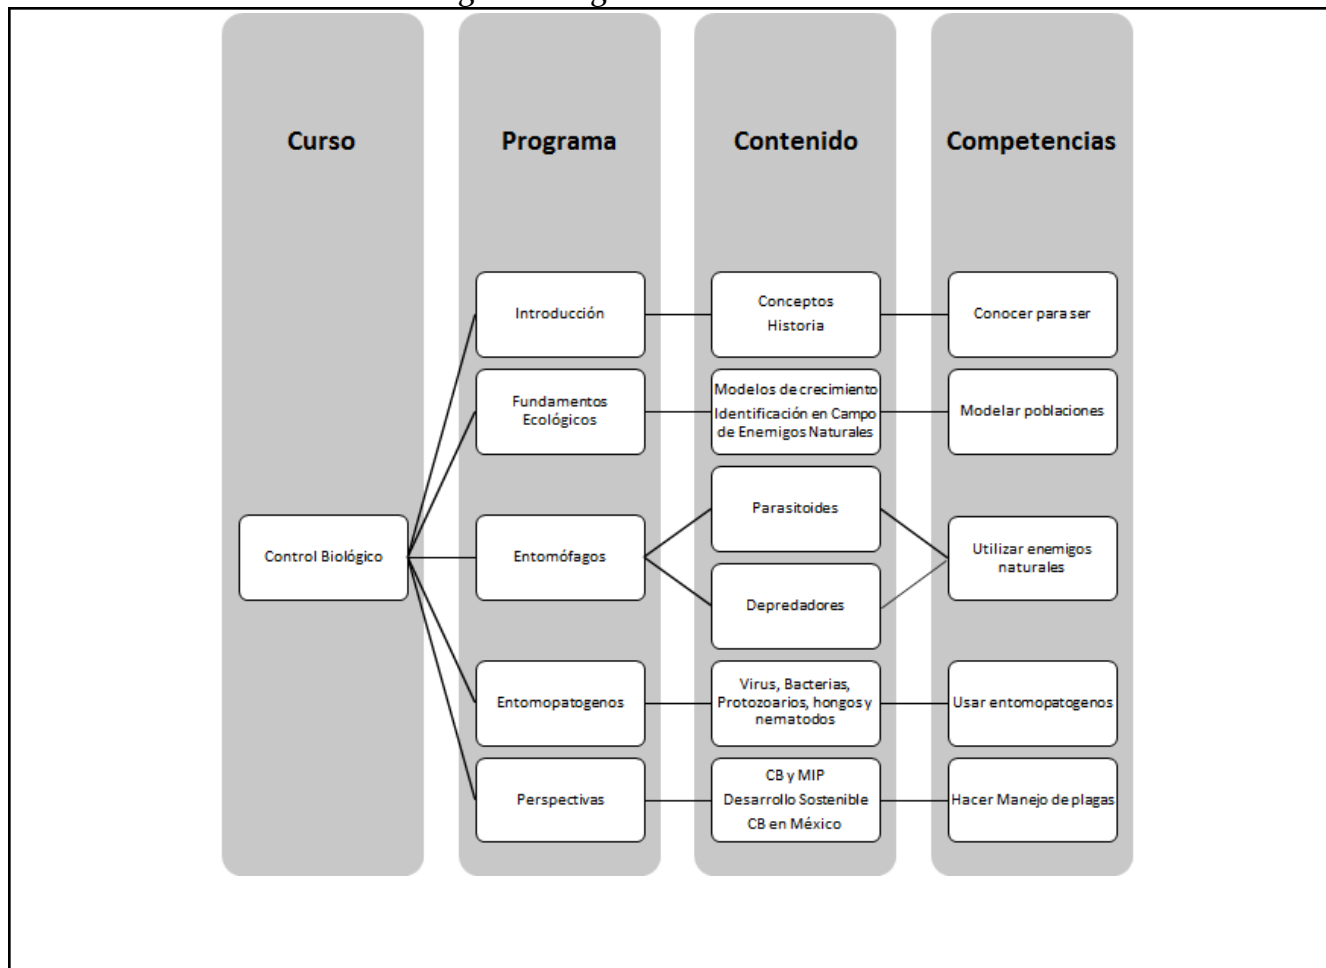 Curso
Programa
Contenido
Competencias
Introducción
Conceptos
Historia
Conocer para ser
Fundamentos
Ecológicos
Modelos de crecimiento
Identificación en Campo
de Enemigos Naturales
Modelar poblaciones
Control Biológico
Entomófagos
Parasitoides
Depredadores
Utilizar enemigos
naturales
Entomopatogenos
Virus, Bacterias,
Protozoarios, hongos y
nematodos
Usar entomopatogenos
Perspectivas
CB y MIP
Desarrollo Sostenible
CB en México
Hacer Manejo de plagas